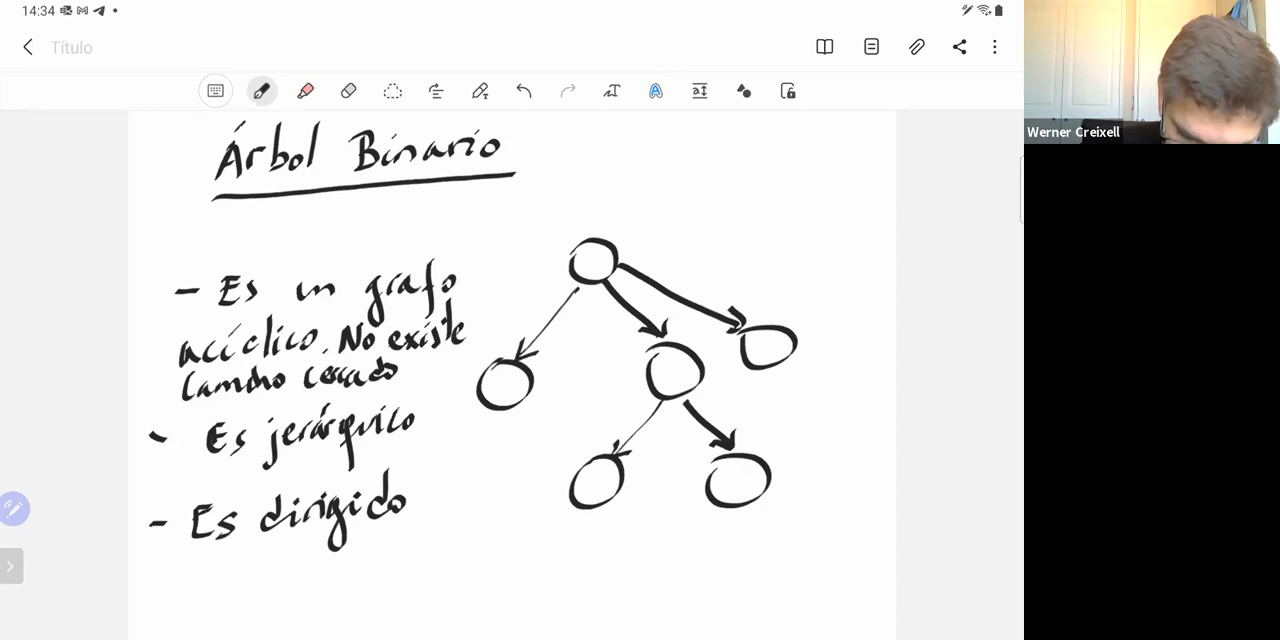 14:34
Título
Werner Creixell
Árbol Binario
- Es un grafo
acíclico. No existe
Camino cerrado
- Es jerárquico
- Es dirigido